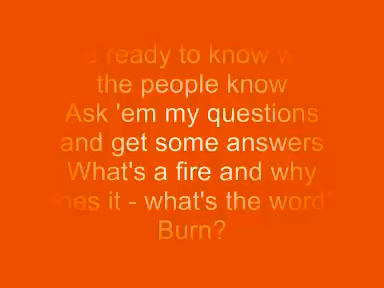 ready to know
the people know
Ask 'em my questions
and get some answers
What's a fire and why
it - what's the word
Burn?